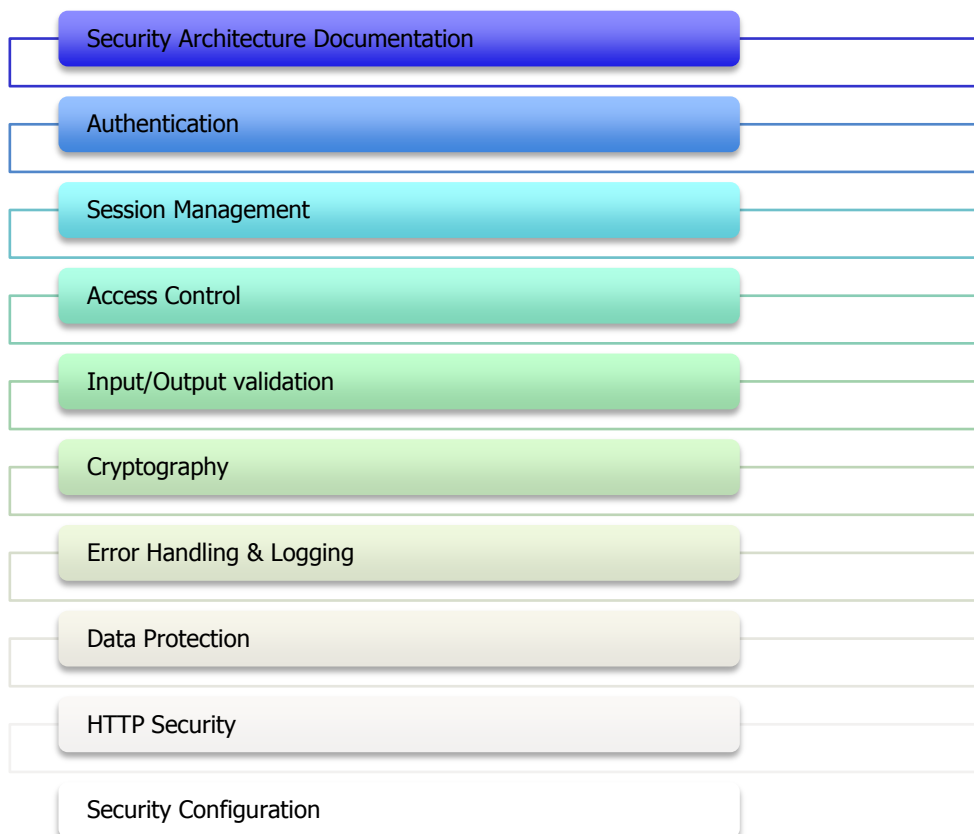 Security Architecture Documentation
Authentication
Session Management
Access Control
Input/Output validation
Cryptography
Error Handling & Logging
Data Protection
HTTP Security
Security Configuration